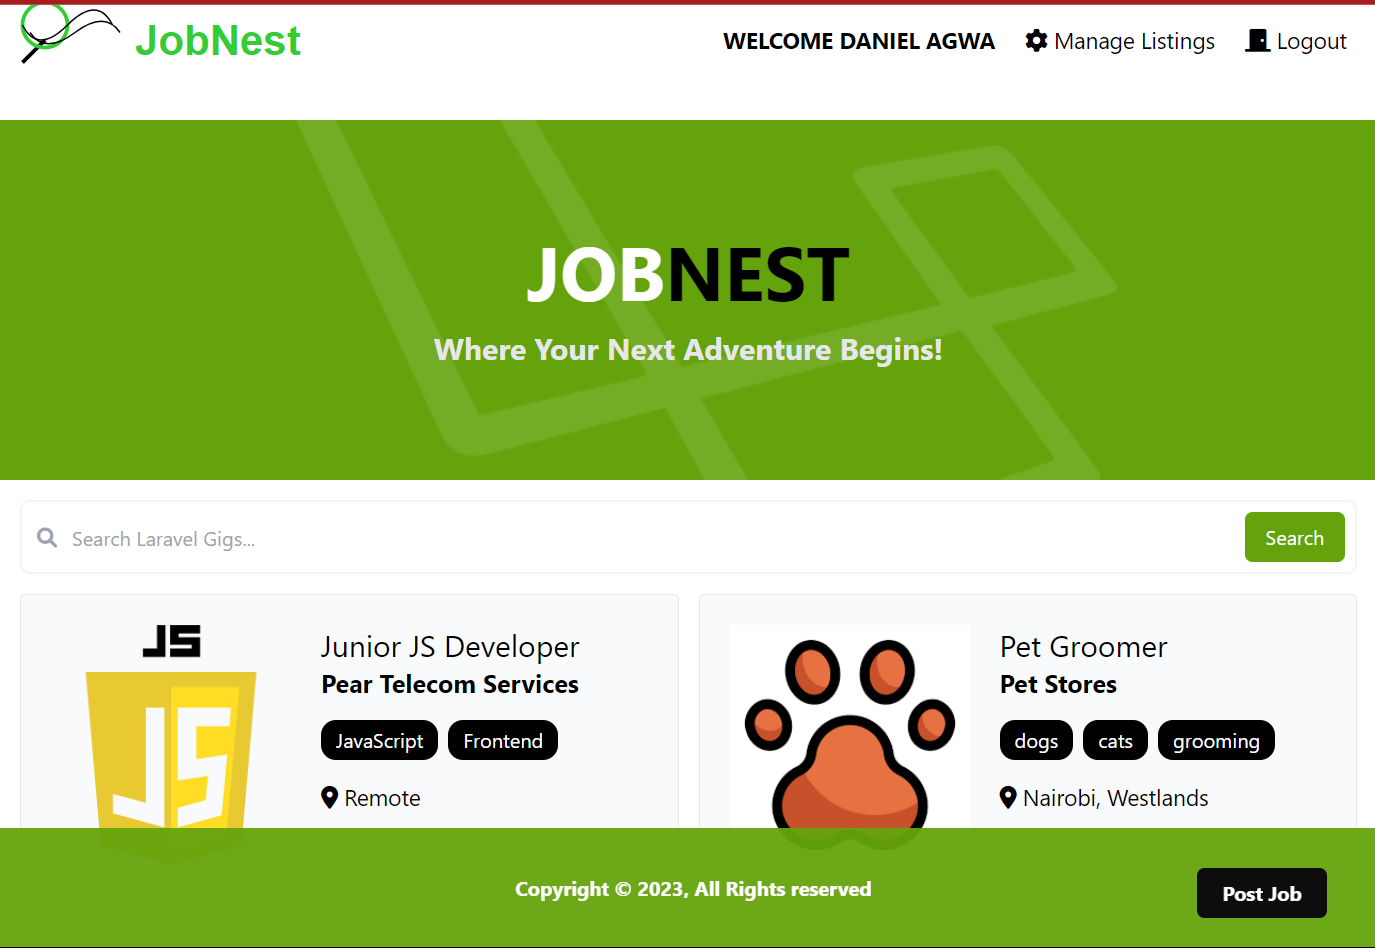 JobNest
WELCOME DANIEL AGWA
Manage Listings
Logout
JOBNEST
Where Your Next Adventure Begins!
Search Laravel Gigs...
Search
JS
JS
Junior JS Developer
Pear Telecom Services
JavaScript
Frontend
Remote
Pet Groomer
Pet Stores
dogs
cats
grooming
Nairobi, Westlands
Copyright © 2023, All Rights reserved
Post Job